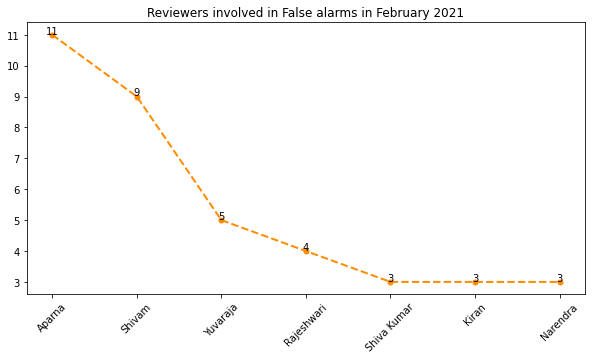 Reviewers involved in False alarms in February 2021
11
10
9
8
7
6
5
4
3
11
9
5
4
3
3
3
Aparna
Shivam
Yuvaraja
Rajeshwari
Shiva Kumar
Kiran
Narendra